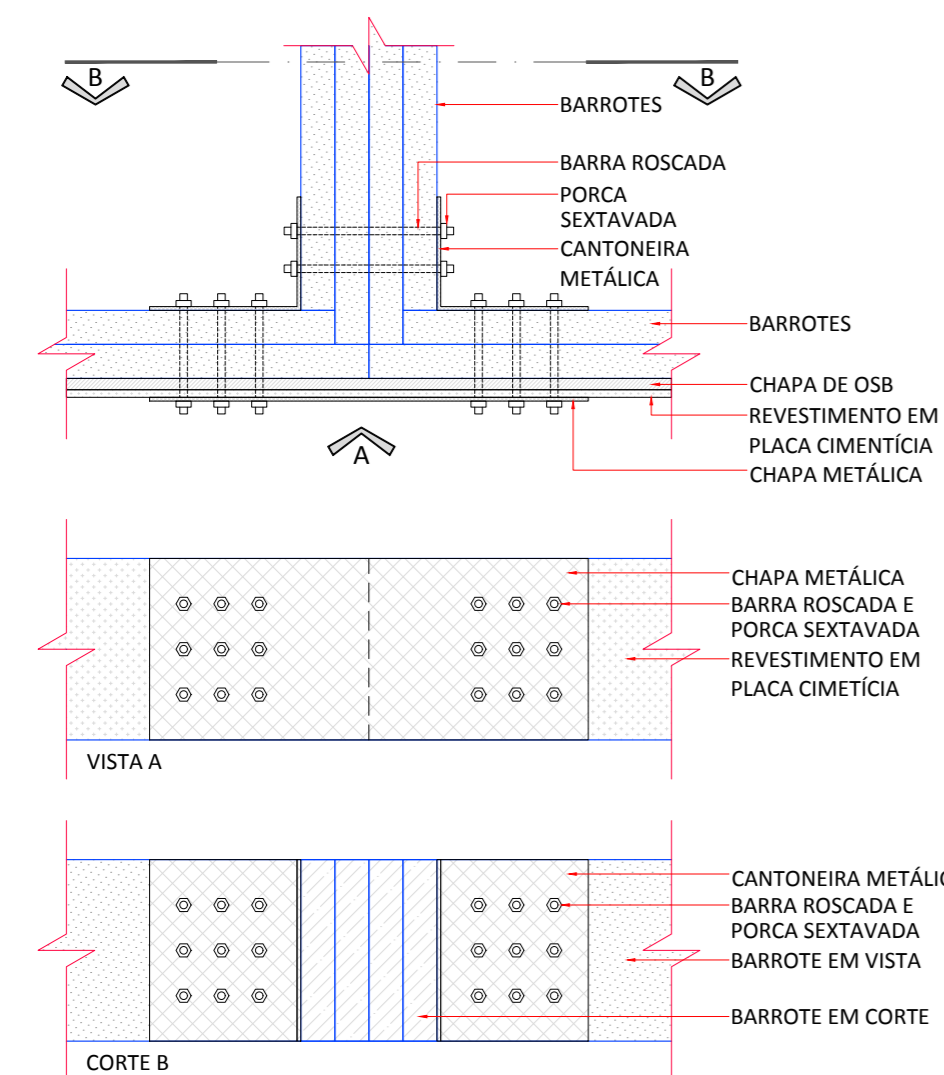 B
B
BARROTES
BARRA ROSCADA
PORCA
SEXTAVADA
CANTONEIRA
METÁLICA
BARROTES
CHAPA DE OSB
REVESTIMENTO EM
PLACA CIMENTÍCIA
CHAPA METÁLICA
A
CHAPA METÁLICA
BARRA ROSCADA E
PORCA SEXTAVADA
REVESTIMENTO EM
PLACA CIMETÍCIA
VISTA A
CANTONEIRA METÁLIC
BARRA ROSCADA E
PORCA SEXTAVADA
BARROTE EM VISTA
BARROTE EM CORTE
CORTE B